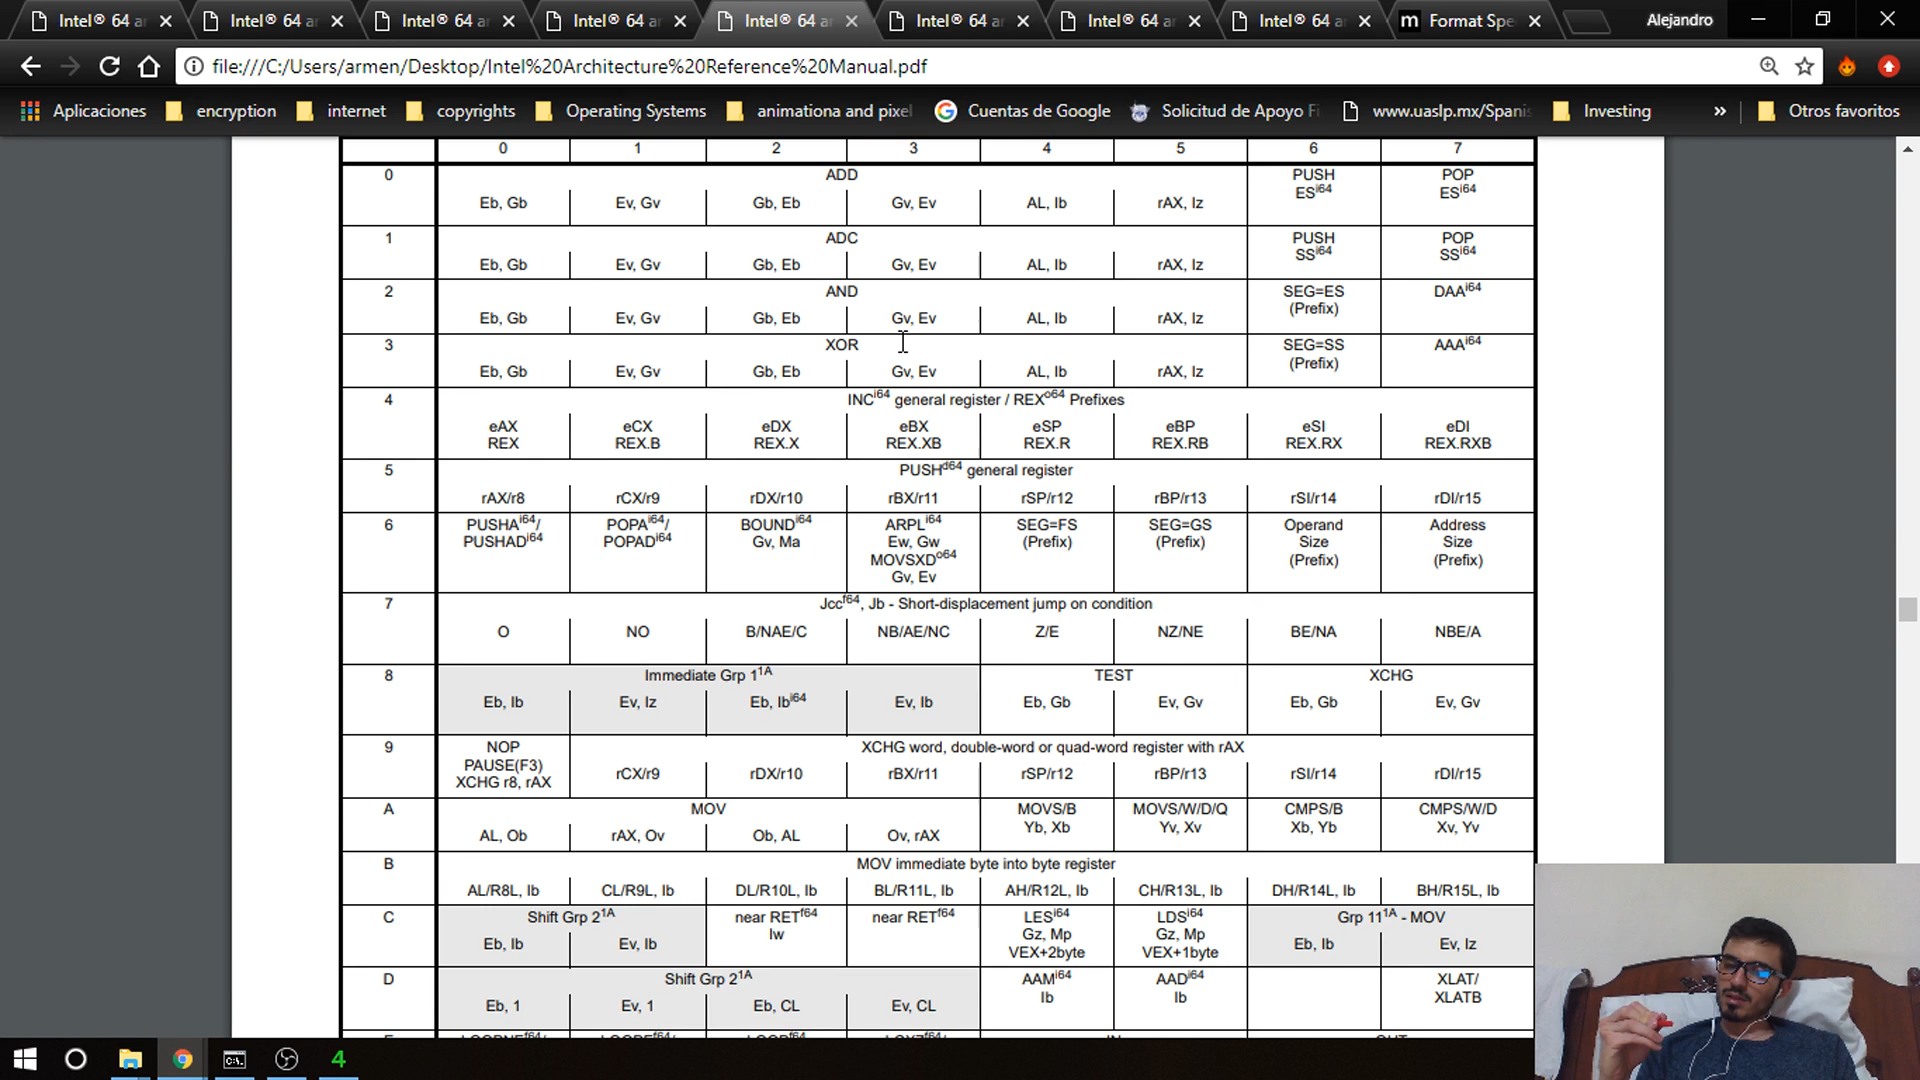 Intel® 64 ar Intel® 64 ar Intel® 64 ar Intel® 64 ar Intel® 64 ar Intel® 64 ar Intel® 64 ar Intel® 64 ar m Format Spe Alejandro
file:///C:/Users/armen/Desktop/Intel%20Architecture%20Reference%20Manual.pdf
Aplicaciones encryption internet copyrights Operating Systems animationa and pixel Cuentas de Google Solicitud de Apoyo Fi www.uaslp.mx/Spani Investing » Otros favoritos
0 1 2 3 4 5 6 7
0 ADD PUSH POP
ES^i64 ES^i64
Eb, Gb Ev, Gv Gb, Eb Gv, Ev AL, Ib rAX, Iz
1 ADC PUSH POP
SS^i64 SS^i64
Eb, Gb Ev, Gv Gb, Eb Gv, Ev AL, Ib rAX, Iz
2 AND SEG=ES DAA^i64
(Prefix)
Eb, Gb Ev, Gv Gb, Eb Gv, Ev AL, Ib rAX, Iz
3 XOR SEG=SS AAA^i64
(Prefix)
Eb, Gb Ev, Gv Gb, Eb Gv, Ev AL, Ib rAX, Iz
4 INC^i64 general register / REX^o64 Prefixes
eAX eCX eDX eBX eSP eBP eSI eDI
REX REX.B REX.X REX.XB REX.R REX.RB REX.RX REX.RXB
5 PUSH^d64 general register
rAX/r8 rCX/r9 rDX/r10 rBX/r11 rSP/r12 rBP/r13 rSI/r14 rDI/r15
6 PUSHA^i64/ POPA^i64/ BOUND^i64 ARPL^i64 SEG=FS SEG=GS Operand Address
PUSHAD^i64 POPAD^i64 Gv, Ma Ew, Gw (Prefix) (Prefix) Size Size
MOVSXD^o64 (Prefix) (Prefix)
Gv, Ev
7 Jcc^f64, Jb - Short-displacement jump on condition
O NO B/NAE/C NB/AE/NC Z/E NZ/NE BE/NA NBE/A
8 Immediate Grp 1^1A TEST XCHG
Eb, Ib Ev, Iz Eb, Ib^i64 Ev, Ib Eb, Gb Ev, Gv Eb, Gb Ev, Gv
9 NOP XCHG word, double-word or quad-word register with rAX
PAUSE(F3) rCX/r9 rDX/r10 rBX/r11 rSP/r12 rBP/r13 rSI/r14 rDI/r15
XCHG r8, rAX
A MOV MOVS/B MOVS/W/D/Q CMPS/B CMPS/W/D
Yb, Xb Yv, Xv Xb, Yb Xv, Yv
AL, Ob rAX, Ov Ob, AL Ov, rAX
B MOV immediate byte into byte register
AL/R8L, Ib CL/R9L, Ib DL/R10L, Ib BL/R11L, Ib AH/R12L, Ib CH/R13L, Ib DH/R14L, Ib BH/R15L, Ib
C Shift Grp 2^1A near RET^f64 near RET^f64 LES^i64 LDS^i64 Grp 11^1A - MOV
Eb, Ib Ev, Ib Iw Gz, Mp Gz, Mp Eb, Ib Ev, Iz
VEX+2byte VEX+1byte
D Shift Grp 2^1A AAM^i64 AAD^i64 XLAT/
Ib Ib XLATB
Eb, 1 Ev, 1 Eb, CL Ev, CL
4